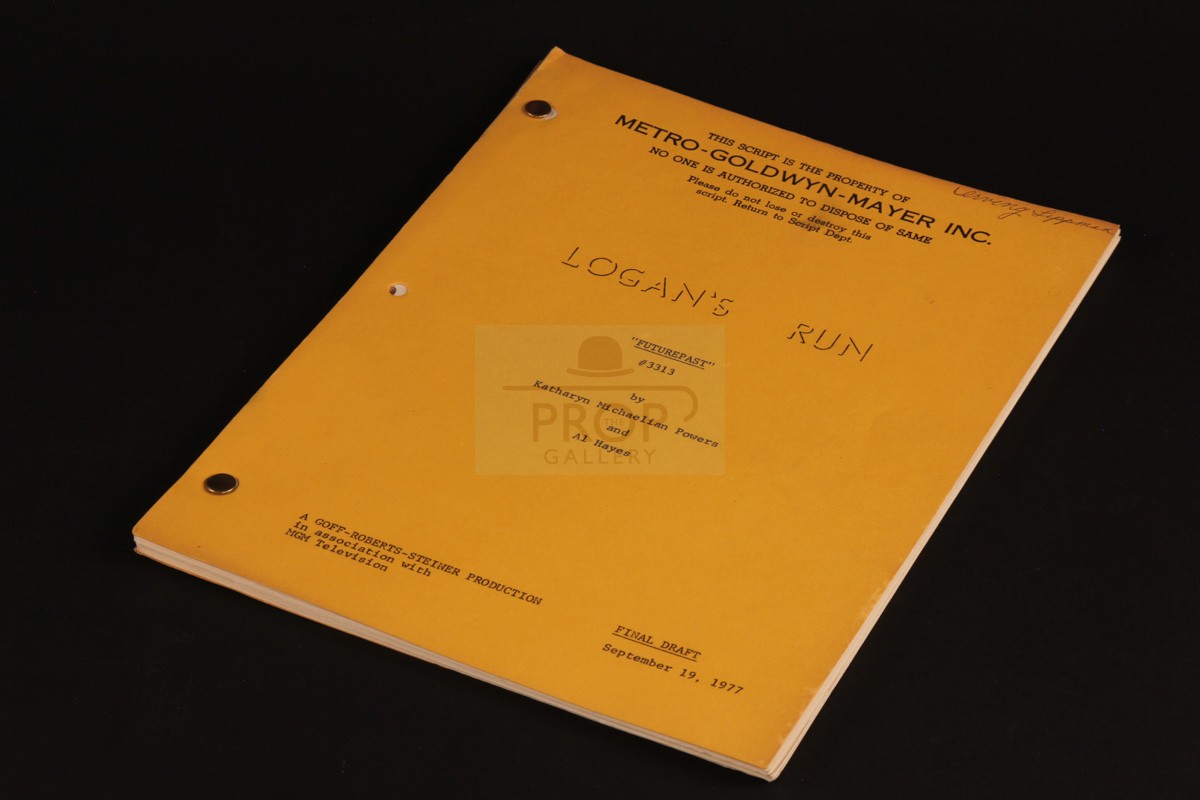 THIS SCRIPT IS THE PROPERTY OF
METRO-GOLDWYN-MAYER INC.
NO ONE IS AUTHORIZED TO DISPOSE OF SAME
Please do not lose or destroy this
script. Return to Script Dept.
Irving Lippman
LOGAN'S RUN
"FUTUREPAST"
#3313
by
Katharyn Michaelian Powers
and
Al Hayes
THE
PROP
GALLERY
A GOFF-ROBERTS-STEINER PRODUCTION
in association with
MGM Television
FINAL DRAFT
September 19, 1977